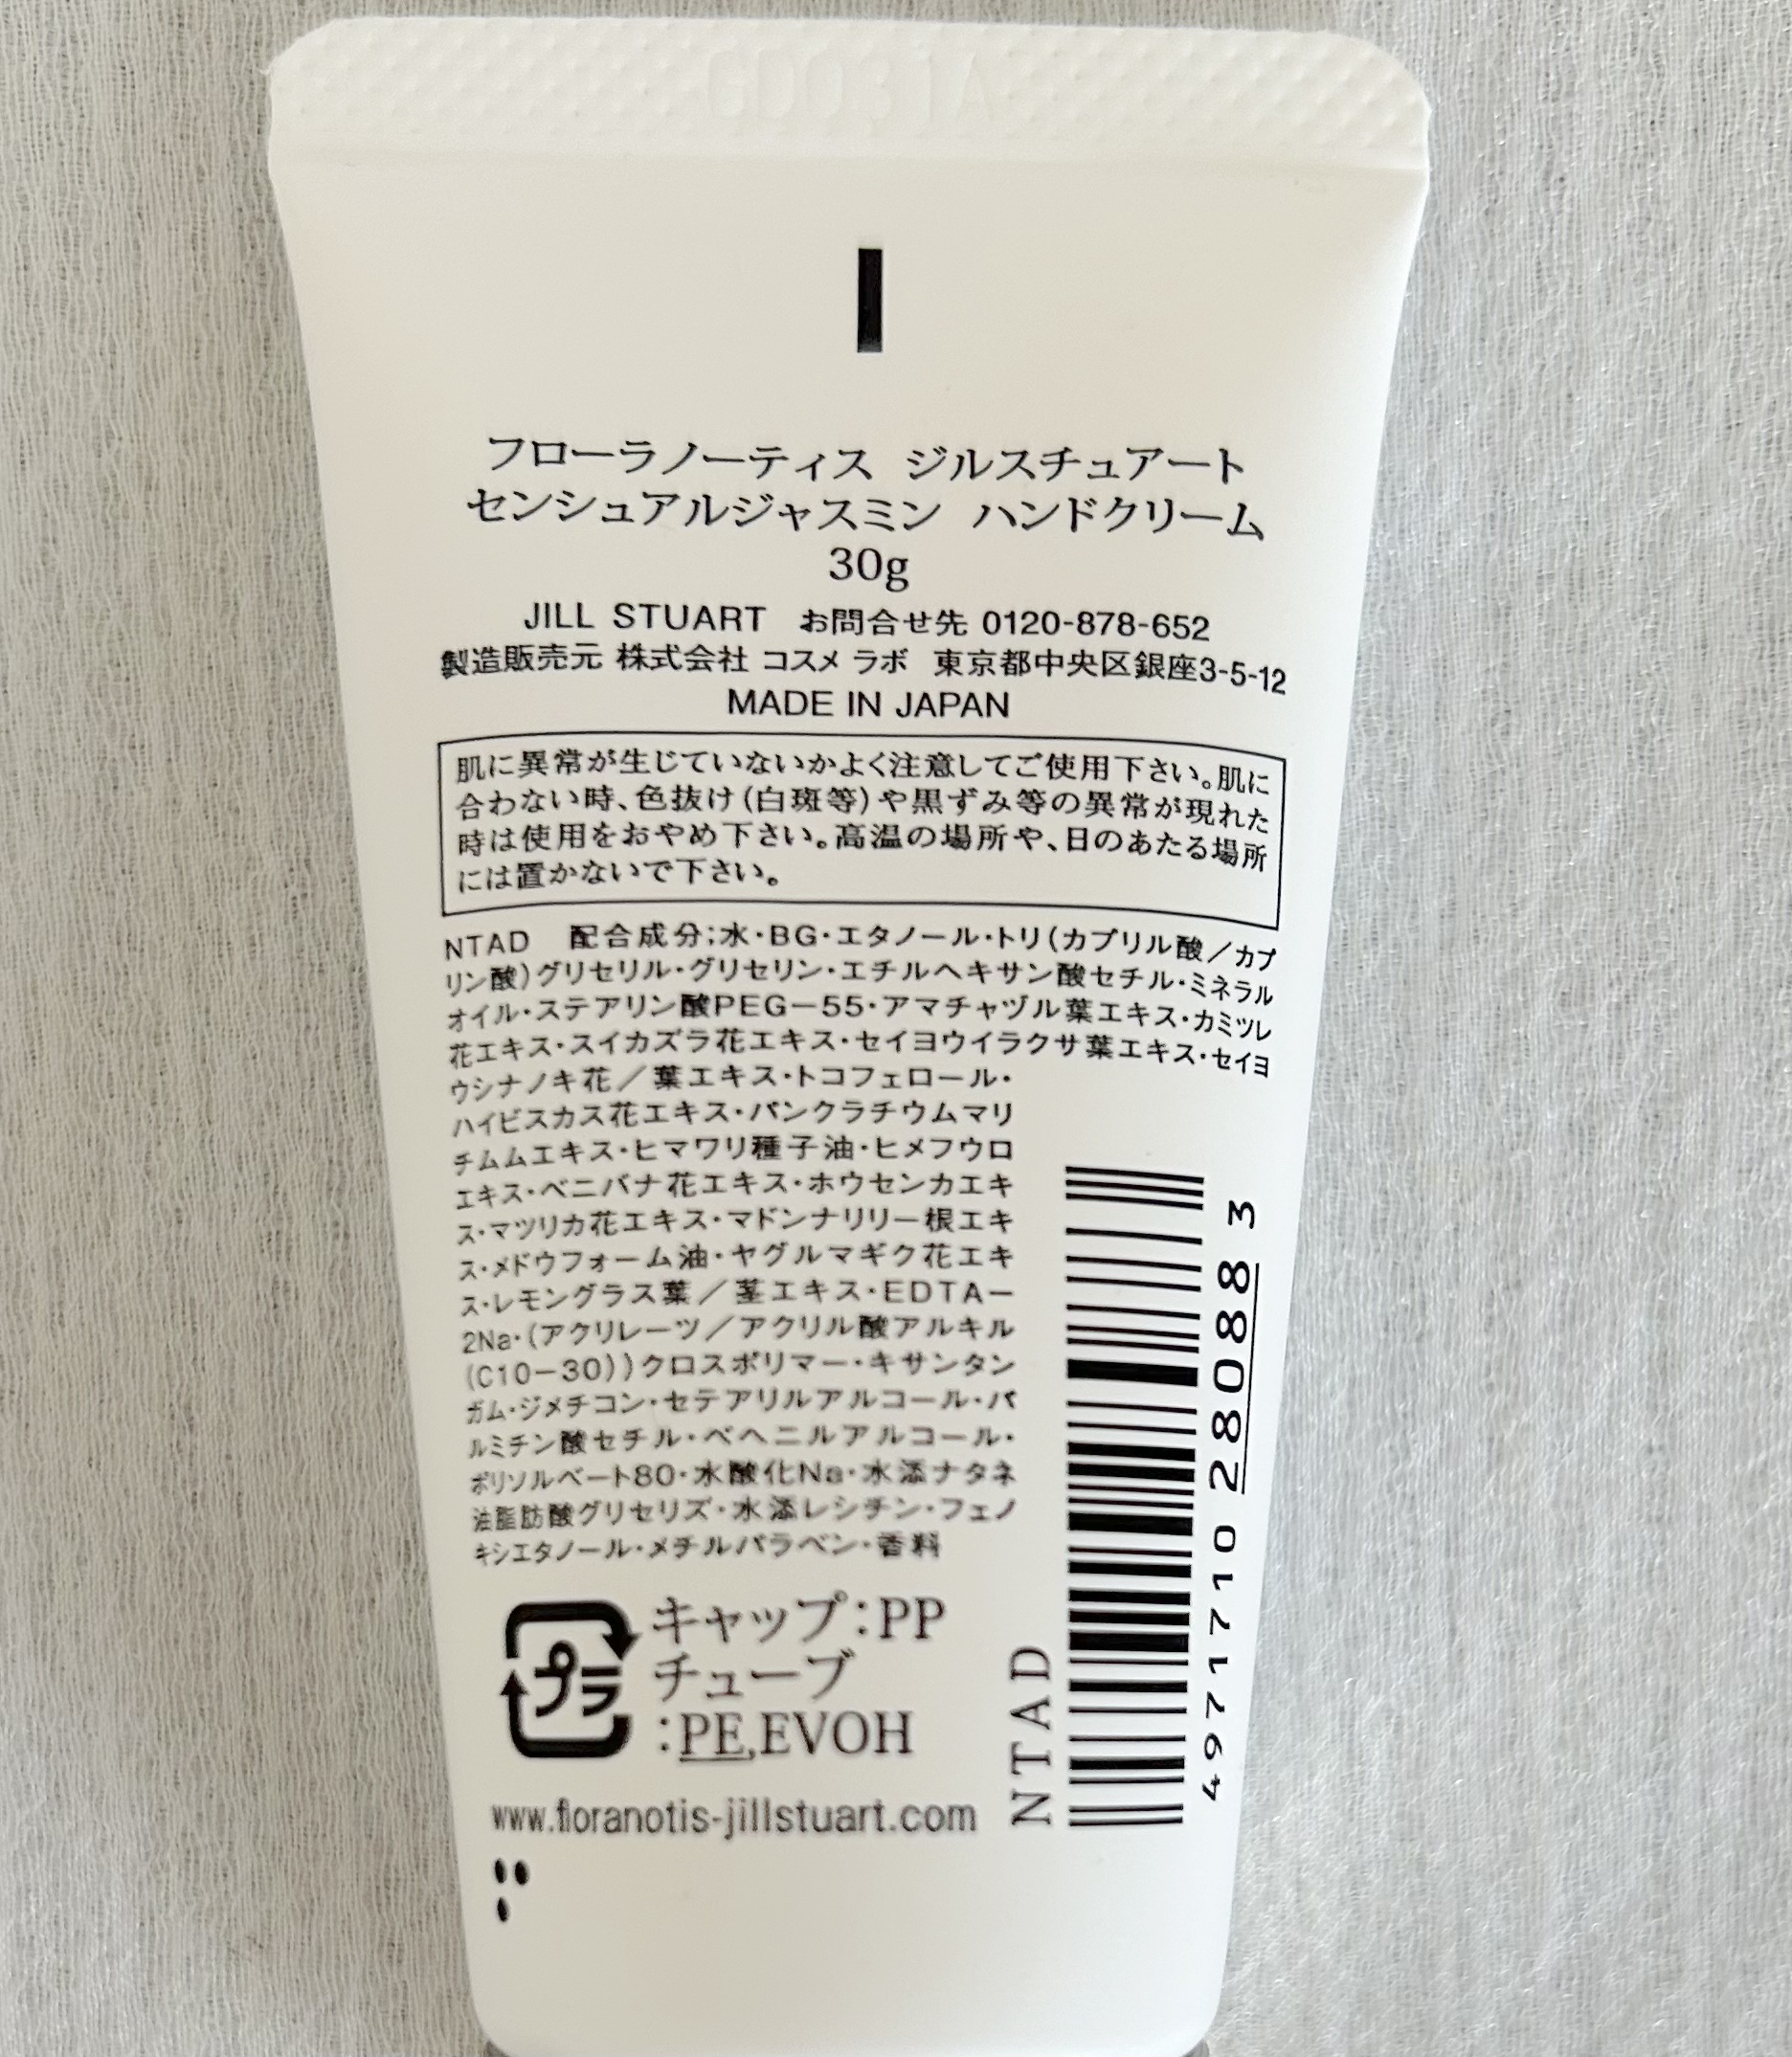 フローラノーティス ジルスチュアート
センシュアルジャスミン ハンドクリーム
30g
JILL STUART お問合せ先 0120-878-652
製造販売元 株式会社 コスメ ラボ 東京都中央区銀座3-5-12
MADE IN JAPAN
肌に異常が生じていないかよく注意してご使用下さい。肌に
合わない時、色抜け(白斑等)や黒ずみ等の異常が現れた
時は使用をおやめ下さい。高温の場所や、日のあたる場所
には置かないで下さい。
NTAD 配合成分;水・BG・エタノール・トリ(カプリル酸/カプ
リン酸)グリセリル・グリセリン・エチルヘキサン酸セチル・ミネラル
オイル・ステアリン酸PEG-55・アマチャヅル葉エキス・カミツレ
花エキス・スイカズラ花エキス・セイヨウイラクサ葉エキス・セイヨ
ウシナノキ花/葉エキス・トコフェロール・
ハイビスカス花エキス・パンクラチウムマリ
チムムエキス・ヒマワリ種子油・ヒメフウロ
エキス・ベニバナ花エキス・ホウセンカエキ
ス・マツリカ花エキス・マドンナリリー根エキ
ス・メドウフォーム油・ヤグルマギク花エキ
ス・レモングラス葉/茎エキス・EDTA-
2Na・(アクリレーツ/アクリル酸アルキル
(C10-30))クロスポリマー・キサンタン
ガム・ジメチコン・セテアリルアルコール・パ
ルミチン酸セチル・ベヘニルアルコール・
ポリソルベート80・水酸化Na・水添ナタネ
油脂肪酸グリセリズ・水添レシチン・フェノ
キシエタノール・メチルパラベン・香料
プラ
キャップ:PP
チューブ
:PE,EVOH
www.floranotis-jillstuart.com
NTAD
4971710 28088 3